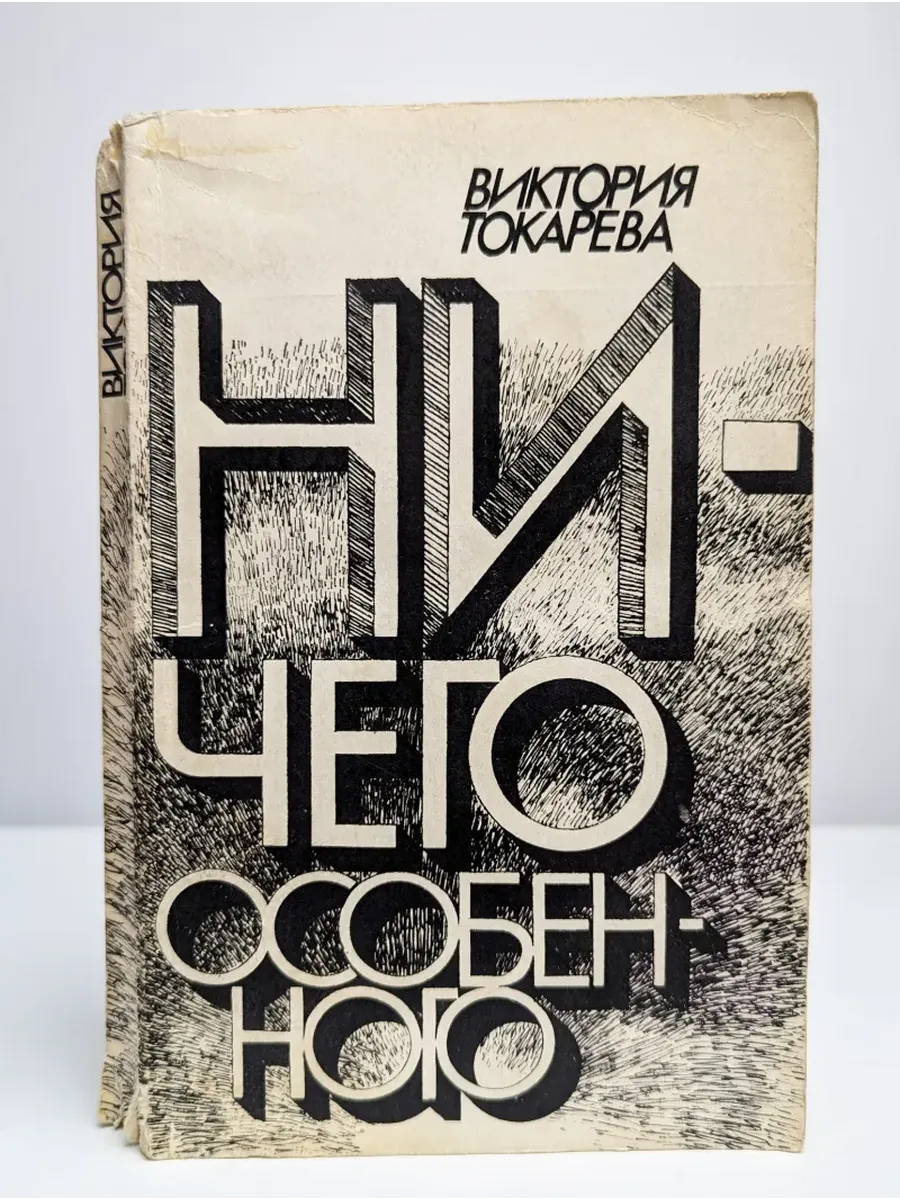 ВИКТОРИЯ
ВИКТОРИЯ
ТОКАРЕВА
НИ-
ЧЕГО
ОСОБЕН-
НОГО